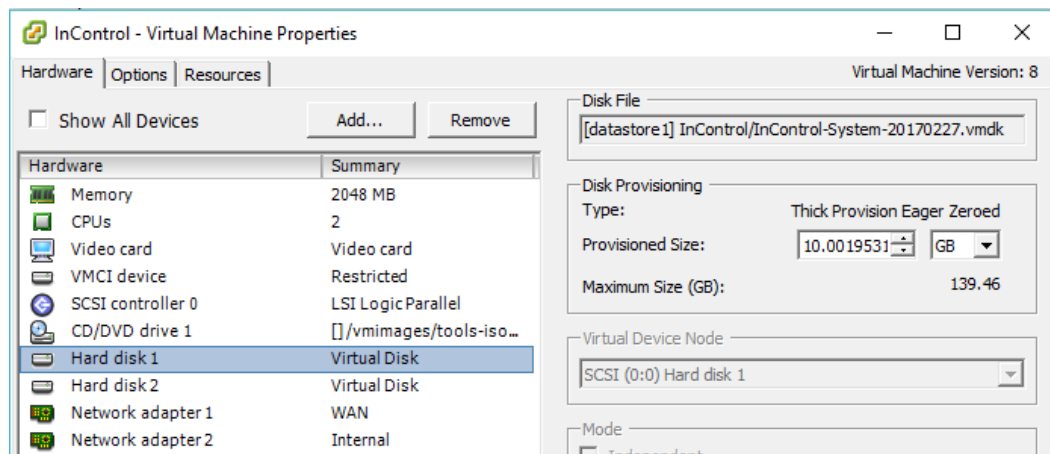 InControl - Virtual Machine Properties
Hardware Options Resources Virtual Machine Version: 8
Show All Devices Add... Remove
Hardware Summary
Memory 2048 MB
CPUs 2
Video card Video card
VMCI device Restricted
SCSI controller 0 LSI Logic Parallel
CD/DVD drive 1 []/vmimages/tools-iso...
Hard disk 1 Virtual Disk
Hard disk 2 Virtual Disk
Network adapter 1 WAN
Network adapter 2 Internal
Disk File
[datastore1] InControl/InControl-System-20170227.vmdk
Disk Provisioning
Type: Thick Provision Eager Zeroed
Provisioned Size: 10.0019531 GB
Maximum Size (GB): 139.46
Virtual Device Node
SCSI (0:0) Hard disk 1
Mode
Independent